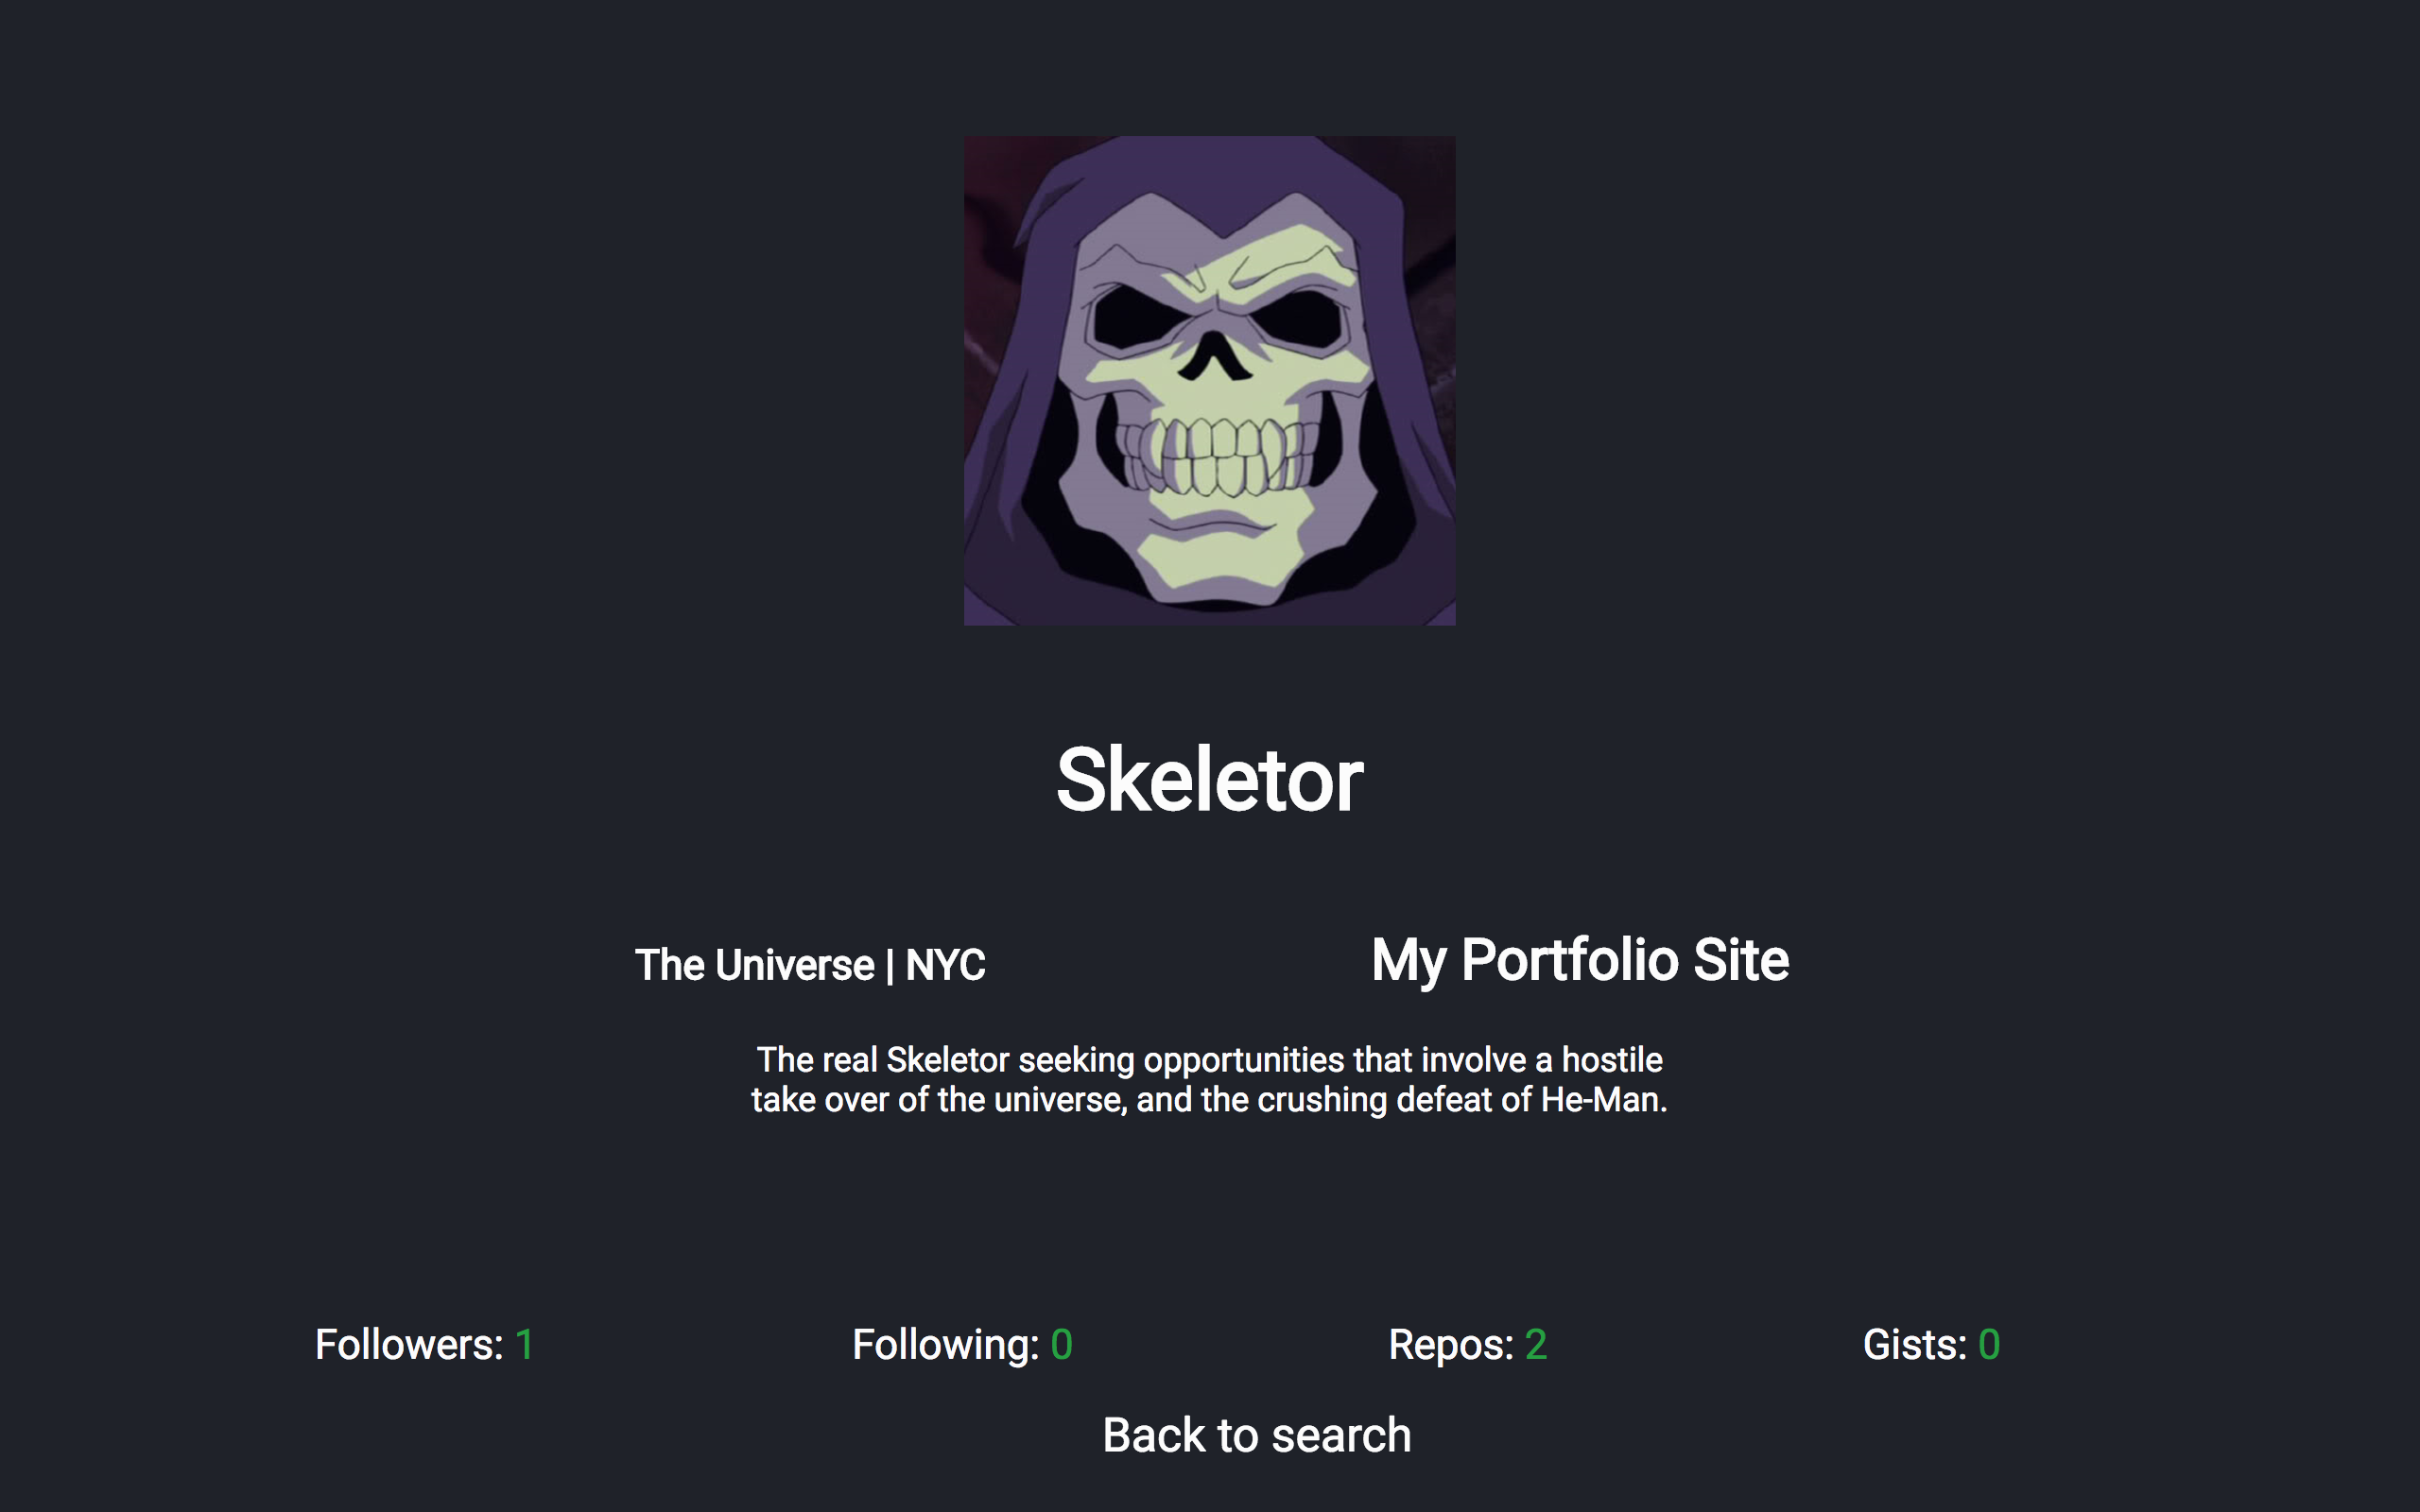 Skeletor
The Universe | NYC
My Portfolio Site
The real Skeletor seeking opportunities that involve a hostile
take over of the universe, and the crushing defeat of He-Man.
Followers: 1
Following: 0
Repos: 2
Gists: 0
Back to search